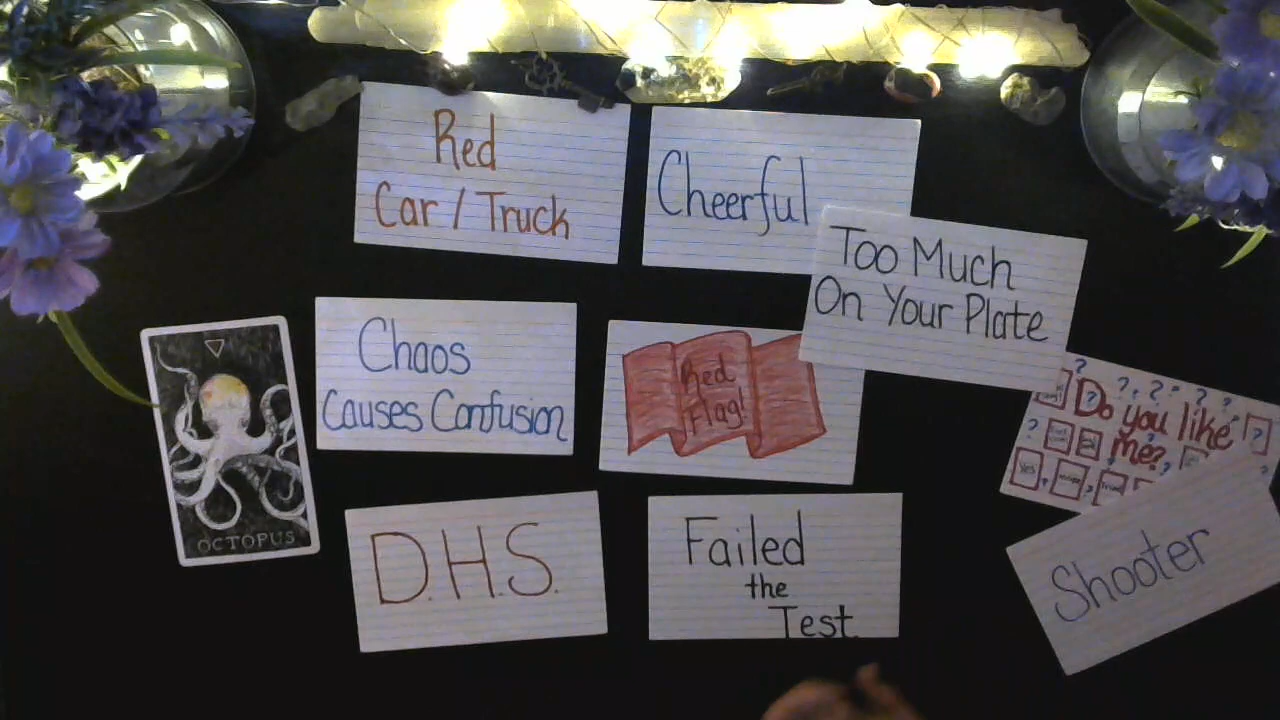 Red
Car / Truck
Cheerful
Too Much
On Your Plate
Chaos
Causes Confusion
Red
Flag!
Do you like
me?
Yes
OCTOPUS
D.H.S.
Failed
the
Test
Shooter